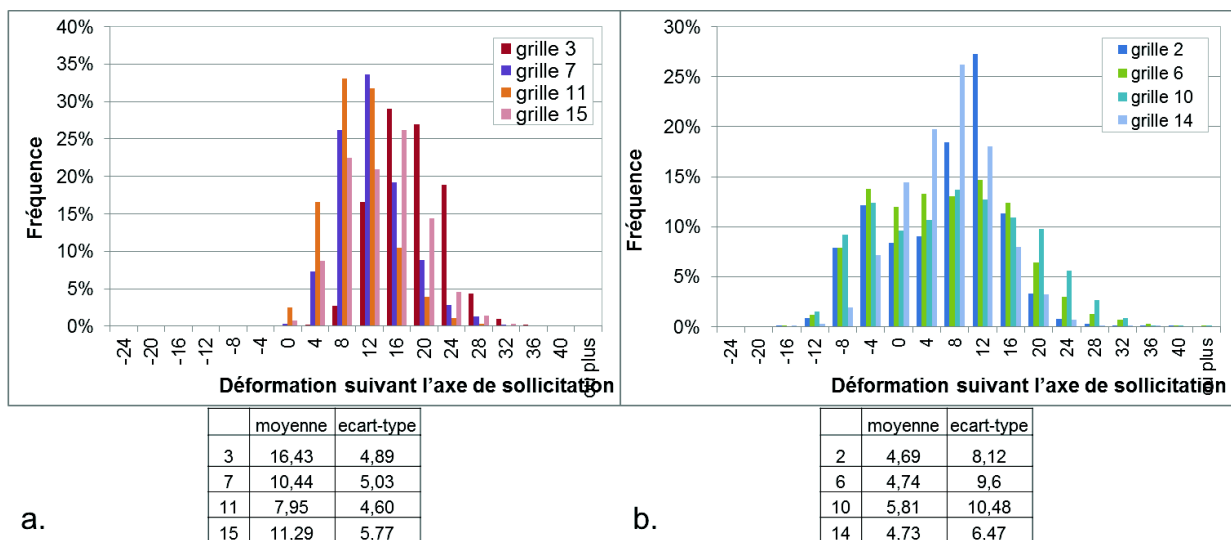 40%
35%
30%
25%
20%
15%
10%
5%
0%
Fréquence
grille 3
grille 7
grille 11
grille 15
-24 -20 -16 -12 -8 -4 0 4 8 12 16 20 24 28 32 36 40 ou plus
Déformation suivant l'axe de sollicitation
moyenne ecart-type
3 16,43 4,89
7 10,44 5,03
11 7,95 4,60
15 11.29 5.77
a.
30%
25%
20%
15%
10%
5%
0%
Fréquence
grille 2
grille 6
grille 10
grille 14
-24 -20 -16 -12 -8 -4 0 4 8 12 16 20 24 28 32 36 40 ou plus
Déformation suivant l'axe de sollicitation
moyenne ecart-type
2 4,69 8,12
6 4,74 9,6
10 5,81 10,48
14 4.73 6.47
b.